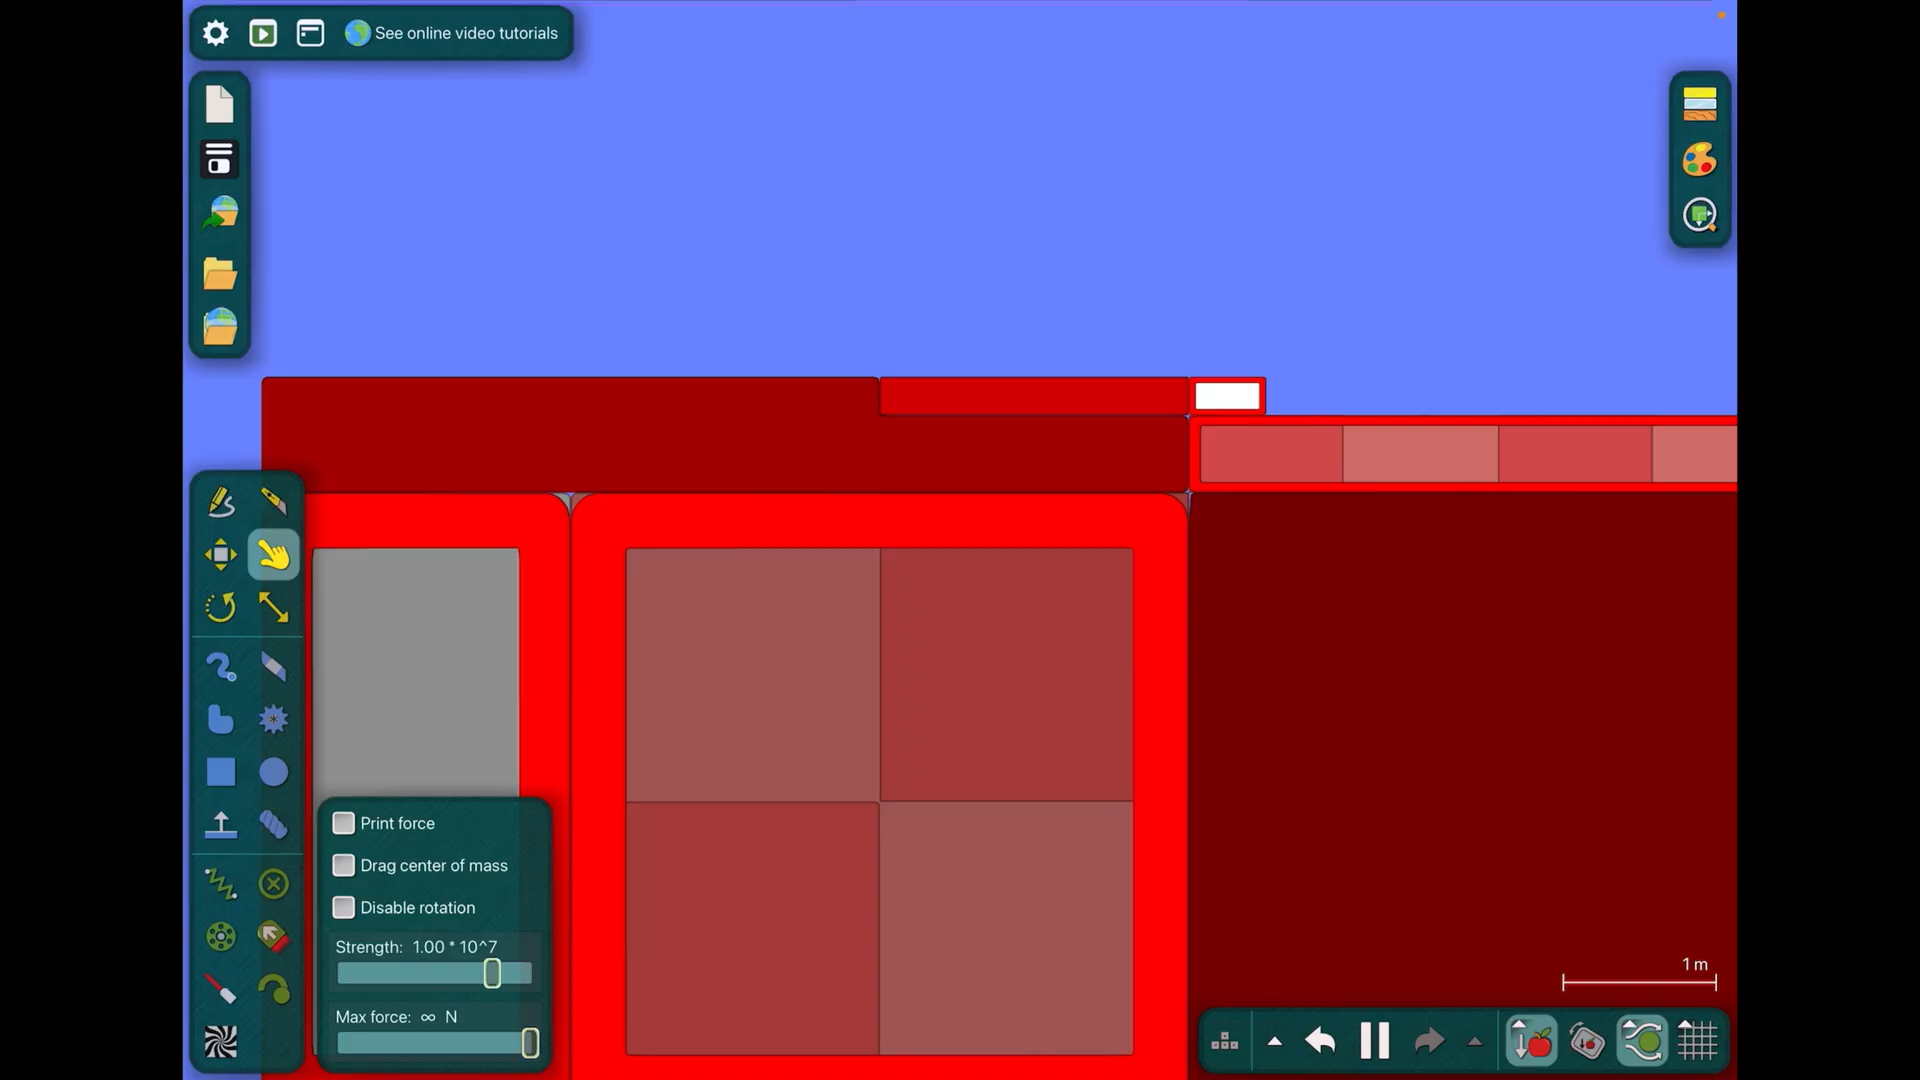 See online video tutorials
Print force
Drag center of mass
Disable rotation
Strength: 1.00 * 10^7
Max force: ∞ N
1 m